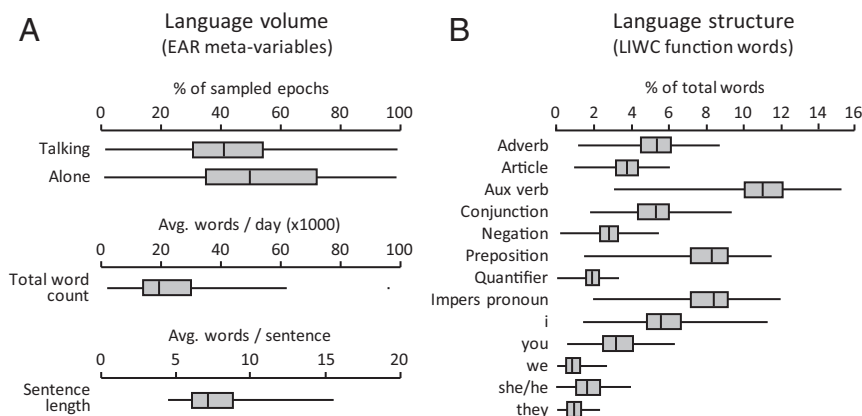 A
Language volume
(EAR meta-variables)
% of sampled epochs
0 20 40 60 80 100
Talking
Alone
Avg. words / day (x1000)
0 20 40 60 80 100
Total word
count
Avg. words / sentence
0 5 10 15 20
Sentence
length
B
Language structure
(LIWC function words)
% of total words
0 2 4 6 8 10 12 14 16
Adverb
Article
Aux verb
Conjunction
Negation
Preposition
Quantifier
Impers pronoun
i
you
we
she/he
they